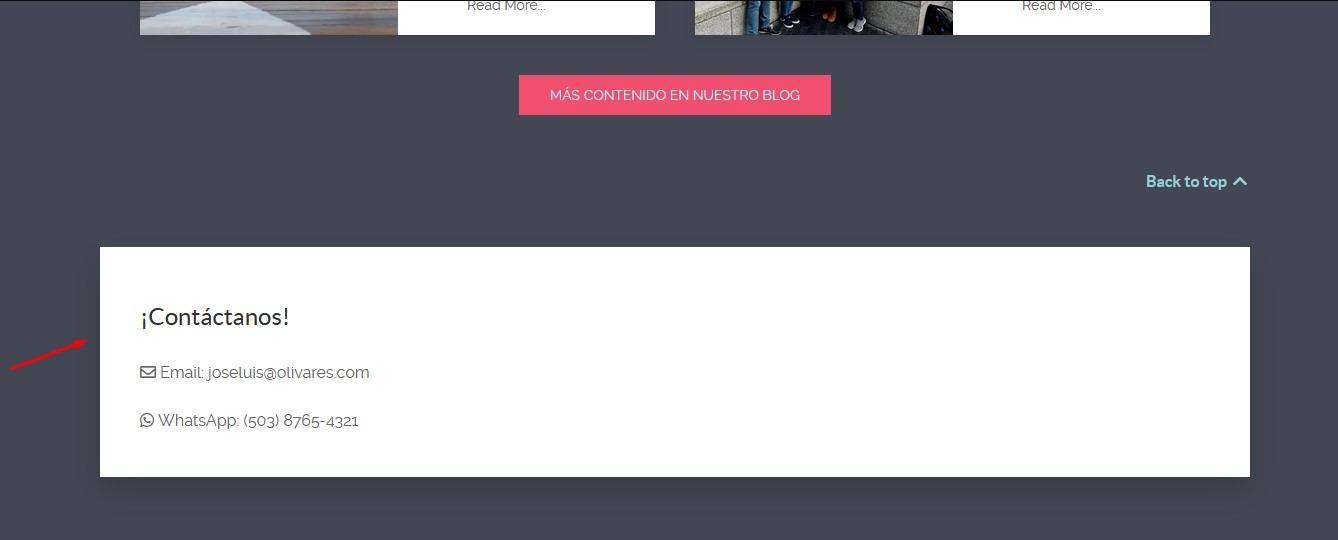 Read More...
Read More...
MÁS CONTENIDO EN NUESTRO BLOG
Back to top
¡Contáctanos!
Email: joseluis@olivares.com
WhatsApp: (503) 8765-4321